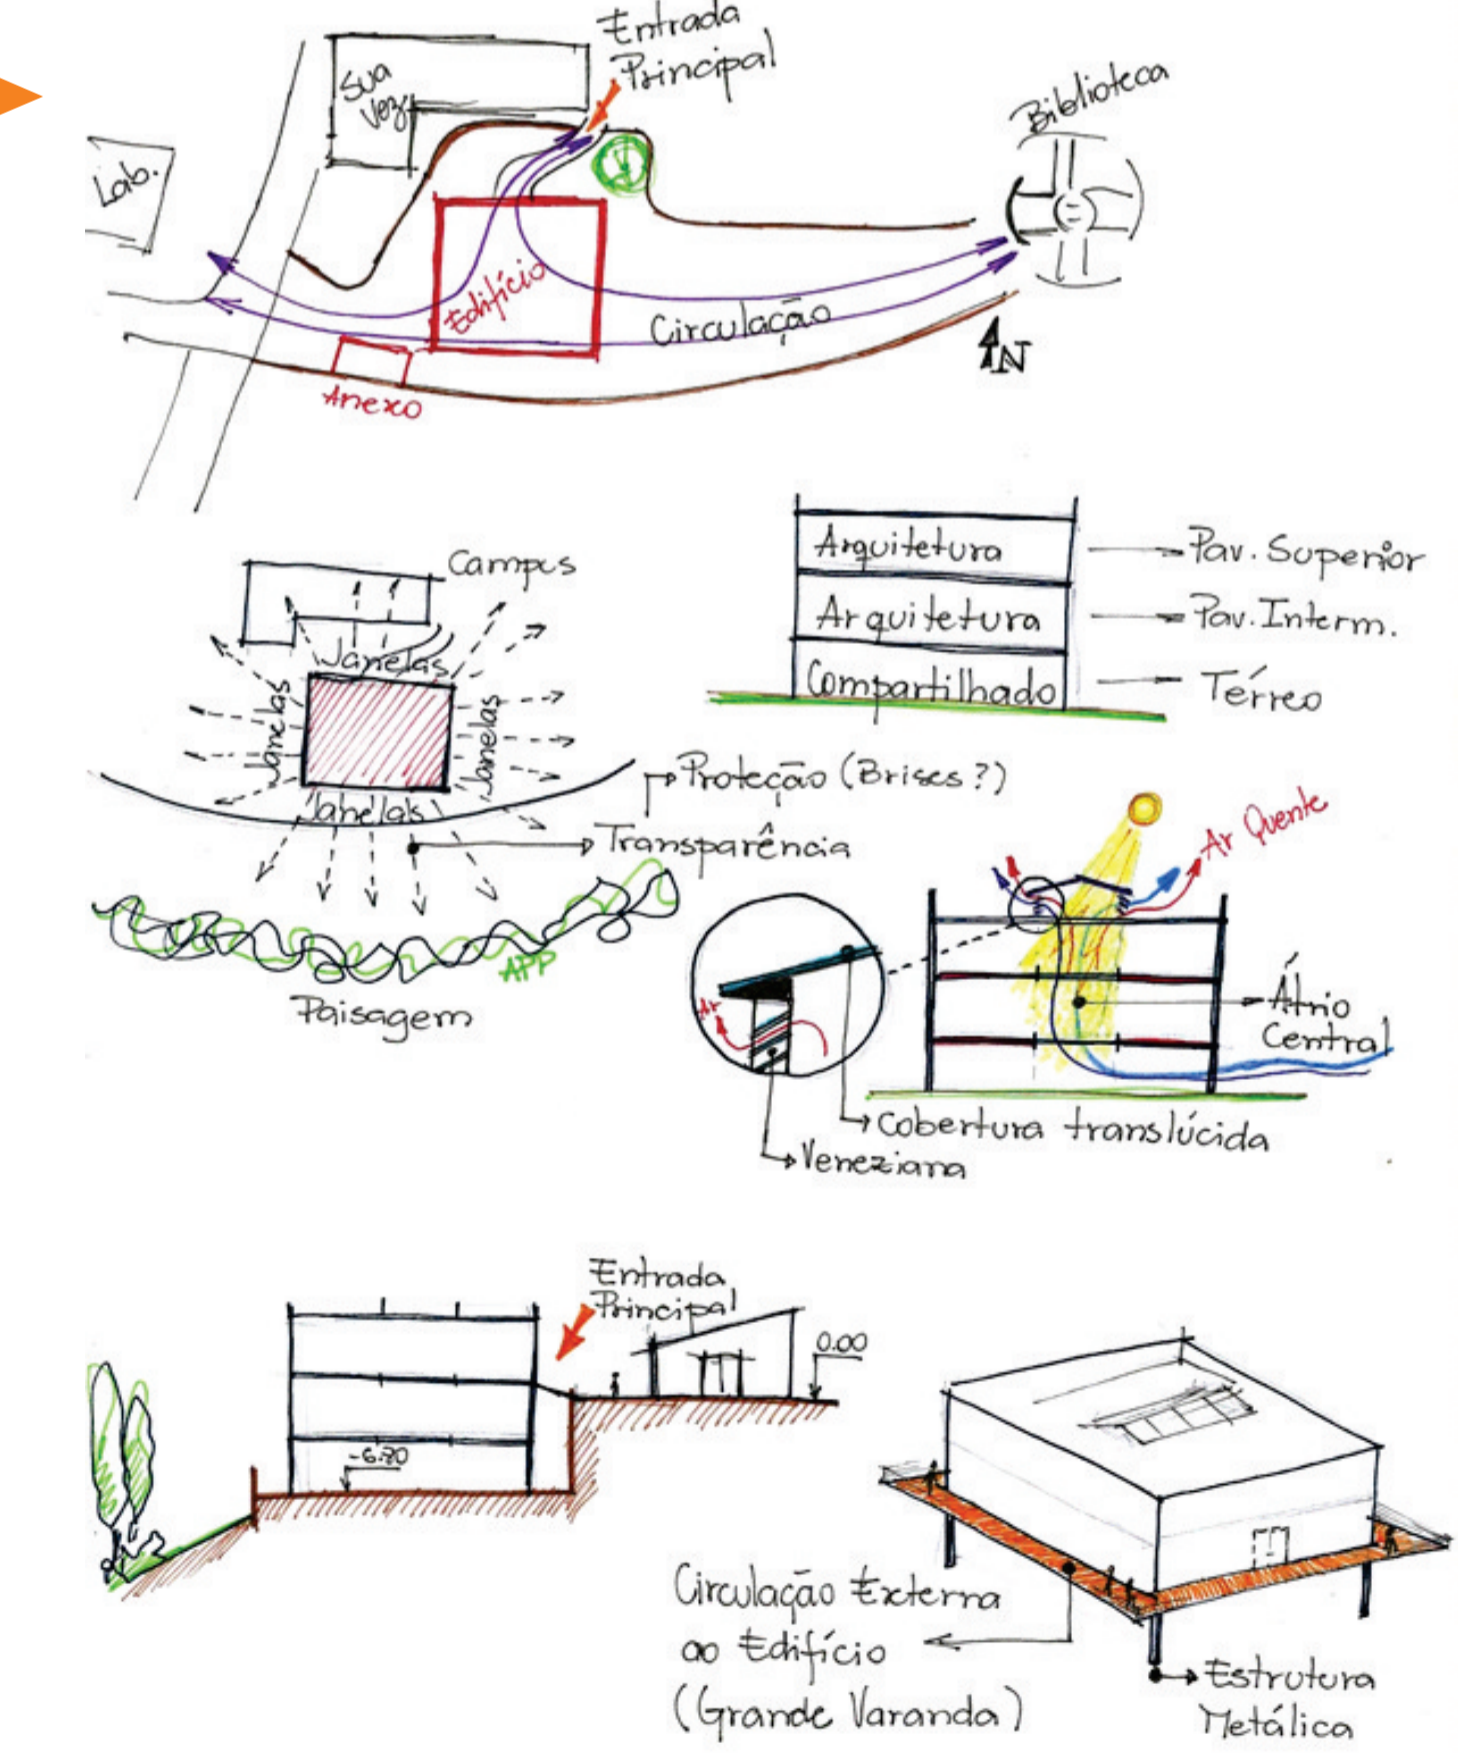 Entrada
Principal
Sua
Vez
Biblioteca
Lab.
Edifício
Circulação
N
Anexo
Campus
Janelas
Janelas
Janelas
Janelas
Arquitetura
Pav. Superior
Arquitetura
Pav. Interm.
Compartilhado
Térreo
Proteção (Brises?)
Transparência
APP
Paisagem
Ar Quente
Ar
Átrio
Central
Cobertura translúcida
Veneziana
Entrada
Principal
0.00
-6.80
Circulação Externa
ao Edifício
(Grande Varanda)
Estrutura
Metálica